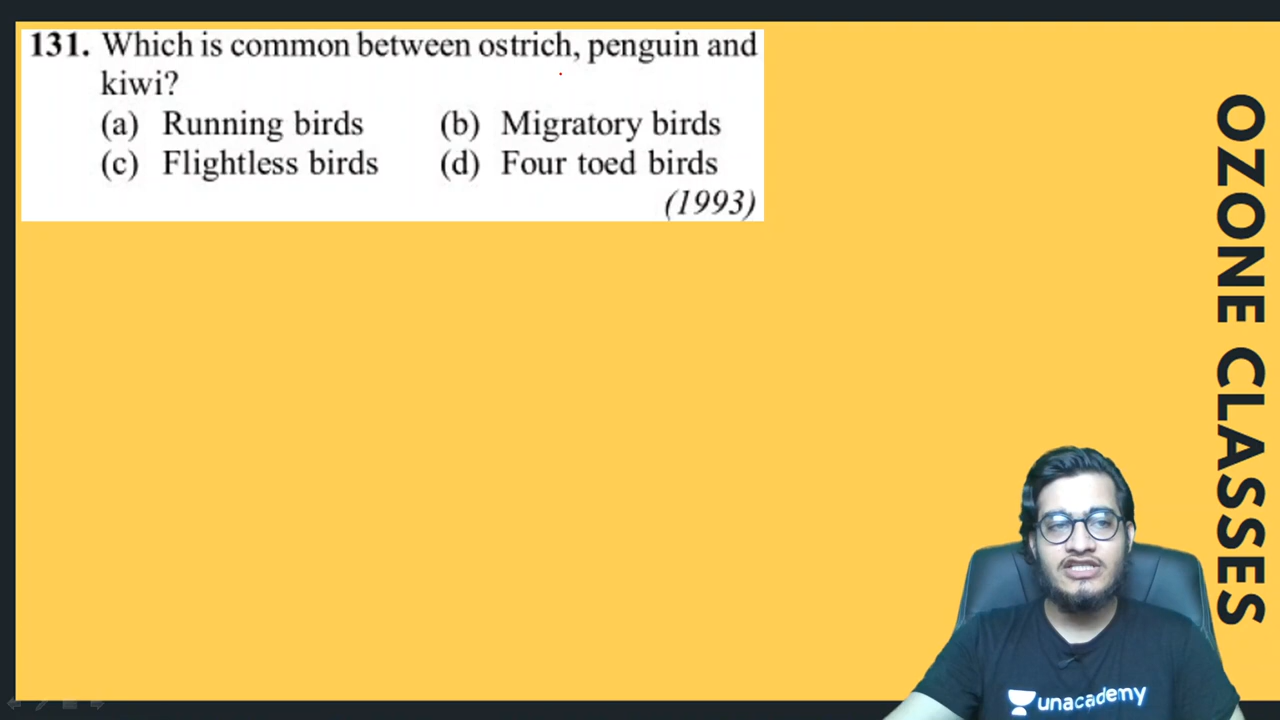 131. Which is common between ostrich, penguin and
kiwi?
(a) Running birds (b) Migratory birds
(c) Flightless birds (d) Four toed birds
(1993)
OZONE CLASSES
unacademy